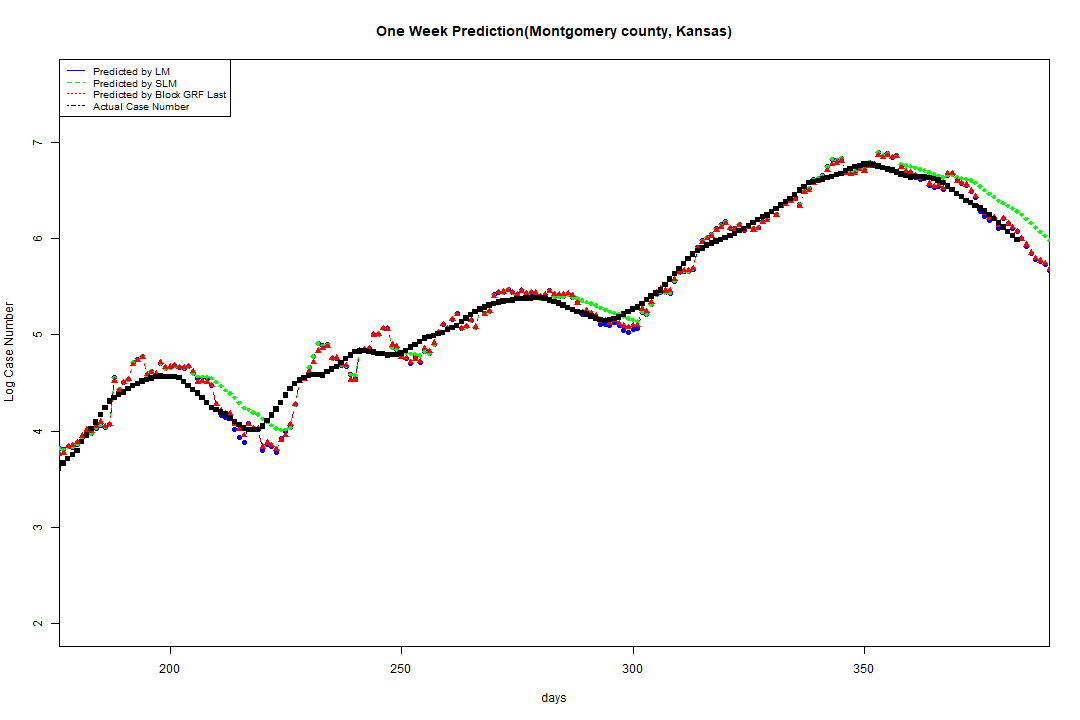 One Week Prediction(Montgomery county, Kansas)
Predicted by LM
Predicted by SLM
Predicted by Block GRF Last
Actual Case Number
Log Case Number
7
6
5
4
3
2
200 250 300 350
days